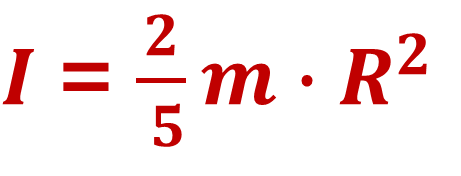 I = 2/5 m · R²